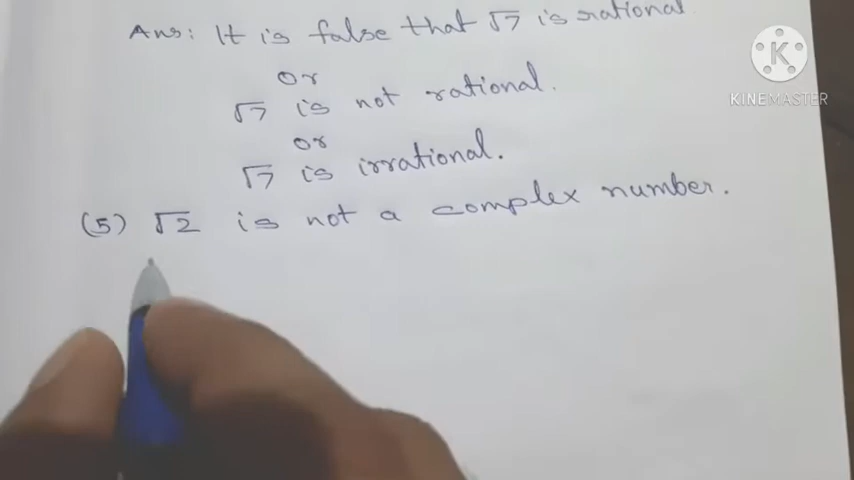 Ans: It is false that √7 is rational
or
√7 is not rational.
or
√7 is irrational.
(5) √2 is not a complex number.
KINEMASTER